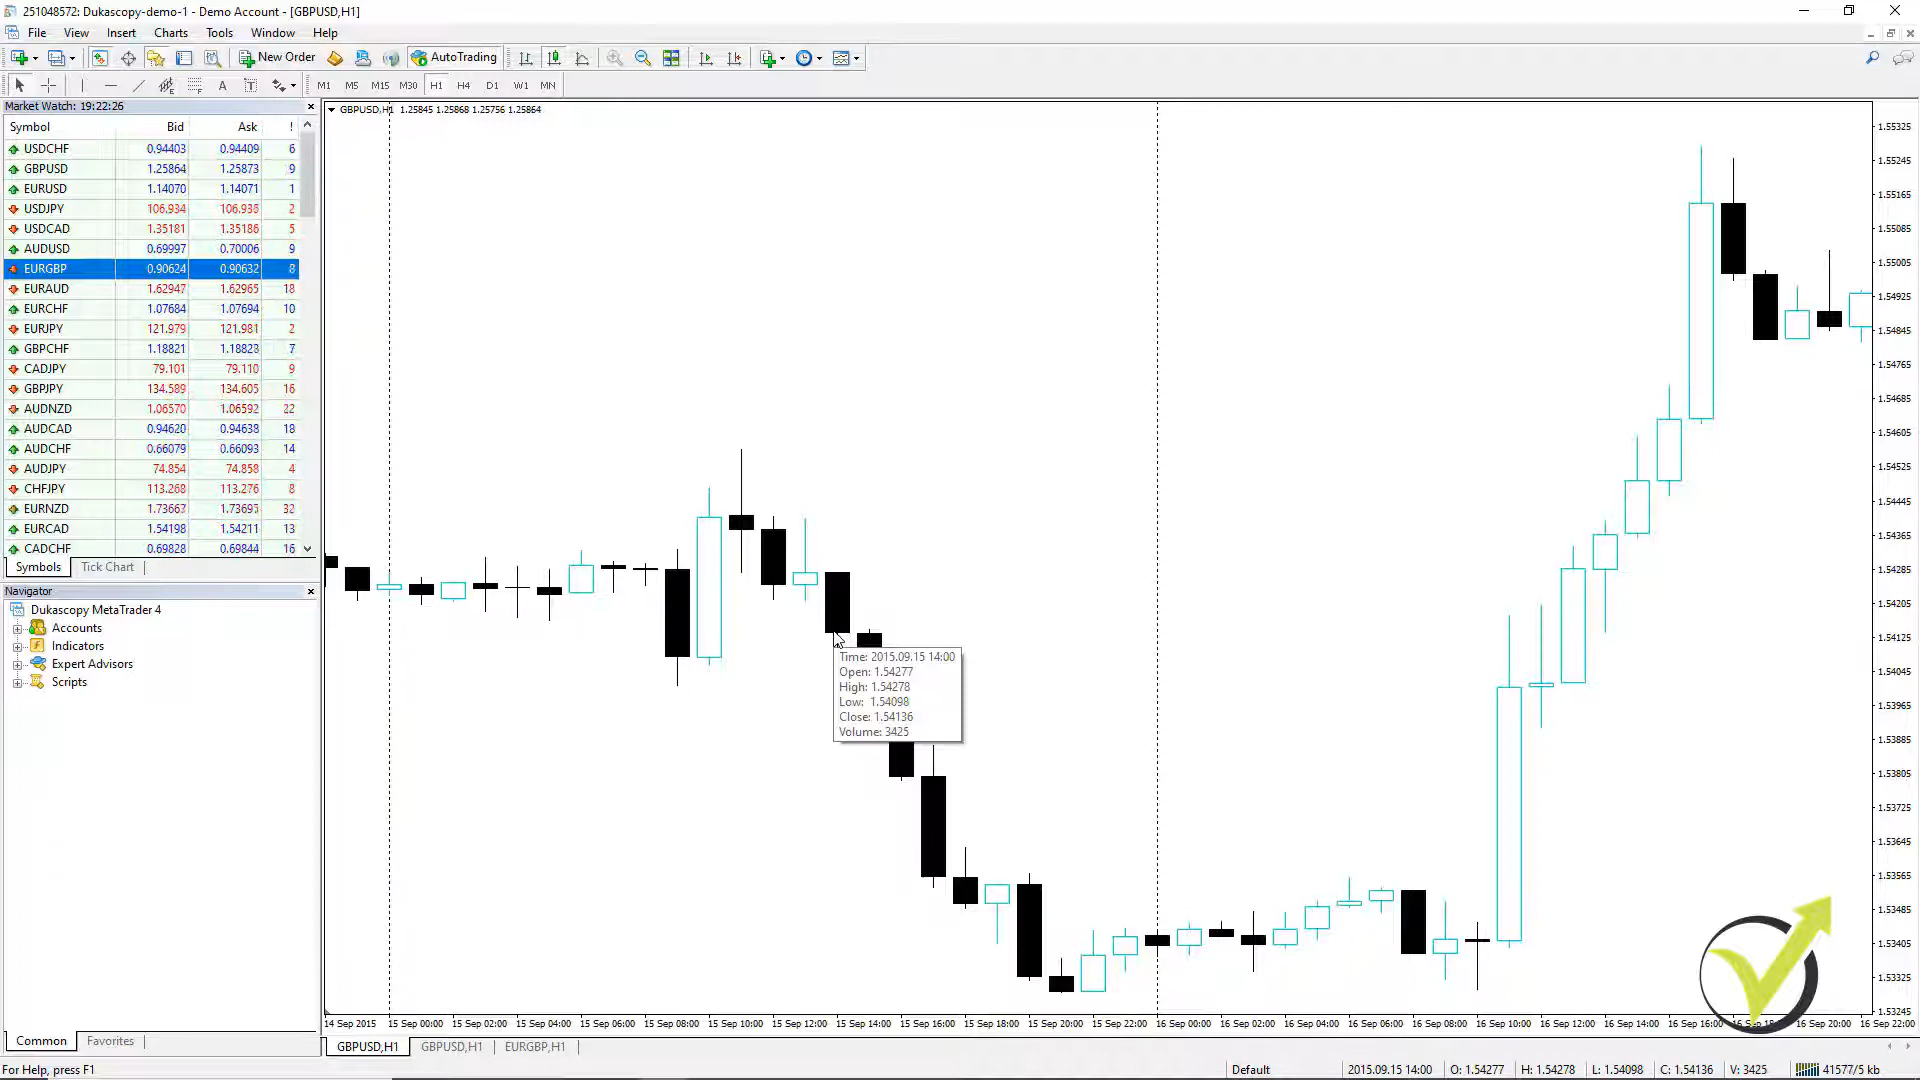 251048572: Dukascopy-demo-1 - Demo Account - [GBPUSD,H1]
File View Insert Charts Tools Help
New Order AutoTrading
A T M1 M5 M15 M30 H1 H4 D1 W1 MN
Market Watch: 19:22:26
Symbol Bid Ask !
USDCHF 0.94403 0.94409 6
GBPUSD 1.25864 1.25873 9
EURUSD 1.14070 1.14071 1
USDJPY 106.934 106.936 2
USDCAD 1.35181 1.35186 5
AUDUSD 0.69997 0.70006 9
EURGBP 0.90624 0.90632 8
EURAUD 1.62947 1.62965 18
EURCHF 1.07684 1.07694 10
EURJPY 121.979 121.981 2
GBPCHF 1.18821 1.18828 7
CADJPY 79.101 79.110 9
GBPJPY 134.589 134.605 16
AUDNZD 1.06570 1.06592 22
AUDCAD 0.94620 0.94638 18
AUDCHF 0.66079 0.66093 14
AUDJPY 74.854 74.858 4
CHFJPY 113.268 113.276 8
EURNZD 1.73667 1.73697 32
EURCAD 1.54198 1.54211 13
CADCHF 0.69828 0.69844 16
Symbols Tick Chart
Navigator
Dukascopy MetaTrader 4
Accounts
Indicators
Expert Advisors
Scripts
Common Favorites
GBPUSD,H1 1.25845 1.25868 1.25756 1.25864
Time: 2015.09.15 14:00
Open: 1.54277
High: 1.54278
Low: 1.54098
Close: 1.54136
Volume: 3425
1.55325
1.55245
1.55165
1.55085
1.55005
1.54925
1.54845
1.54765
1.54685
1.54605
1.54525
1.54445
1.54365
1.54285
1.54205
1.54125
1.54045
1.53965
1.53885
1.53805
1.53725
1.53645
1.53565
1.53485
1.53405
1.53325
1.53245
14 Sep 2015 15 Sep 00:00 15 Sep 02:00 15 Sep 04:00 15 Sep 06:00 15 Sep 08:00 15 Sep 10:00 15 Sep 12:00 15 Sep 14:00 15 Sep 16:00 15 Sep 18:00 15 Sep 20:00 15 Sep 22:00 16 Sep 00:00 16 Sep 02:00 16 Sep 04:00 16 Sep 06:00 16 Sep 08:00 16 Sep 10:00 16 Sep 12:00 16 Sep 14:00 16 Sep 16:00 16 Sep 20:00 16 Sep 22:00
GBPUSD,H1 GBPUSD,H1 EURGBP,H1
For Help, press F1 Default 2015.09.15 14:00 O: 1.54277 H: 1.54278 L: 1.54098 C: 1.54136 V: 3425 41577/5 kb